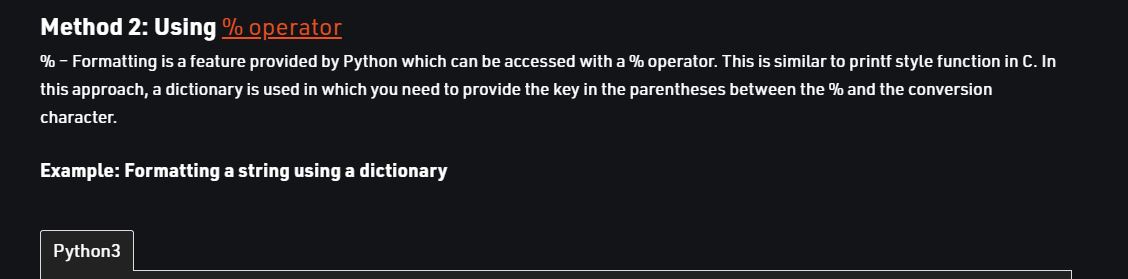 Method 2: Using % operator
% – Formatting is a feature provided by Python which can be accessed with a % operator. This is similar to printf style function in C. In
this approach, a dictionary is used in which you need to provide the key in the parentheses between the % and the conversion
character.
Example: Formatting a string using a dictionary
Python3